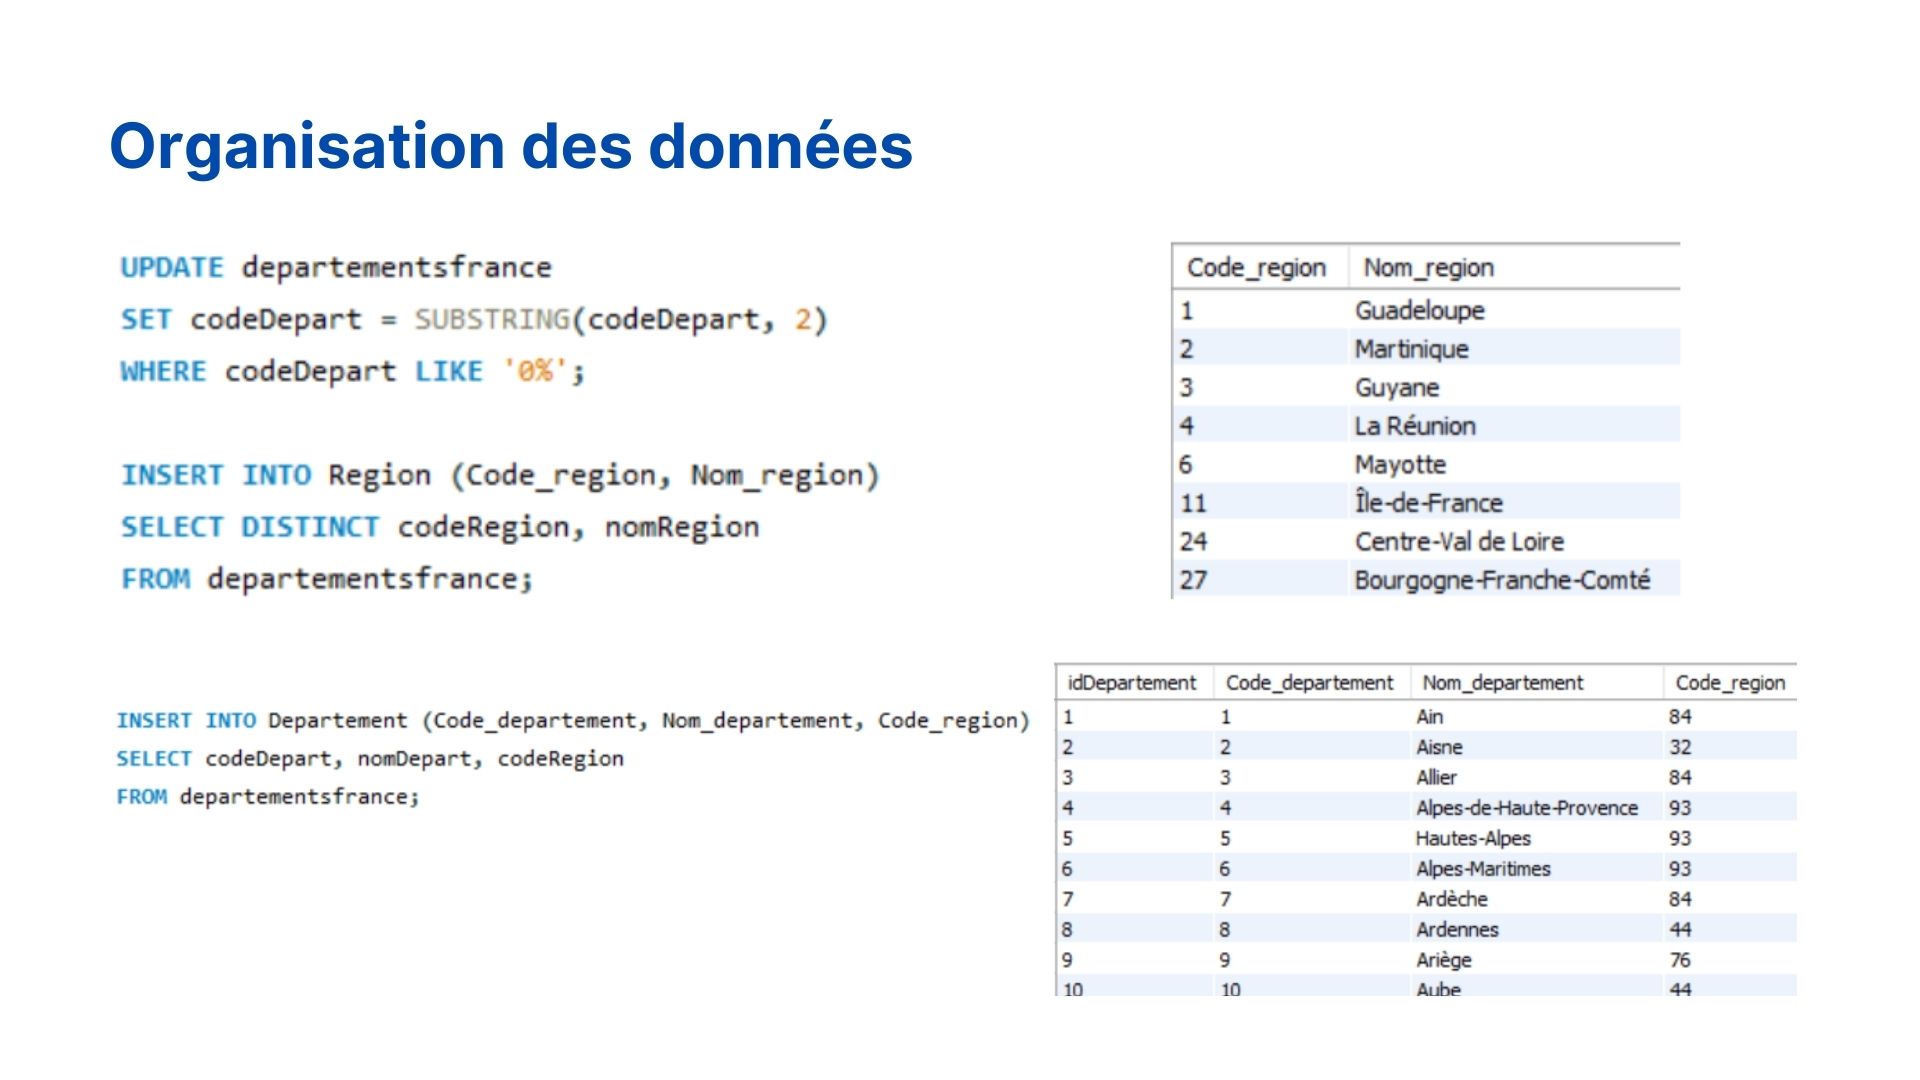 Organisation des données
UPDATE departementsfrance
SET codeDepart = SUBSTRING(codeDepart, 2)
WHERE codeDepart LIKE '0%';
INSERT INTO Region (Code_region, Nom_region)
SELECT DISTINCT codeRegion, nomRegion
FROM departementsfrance;
Code_region Nom_region
1 Guadeloupe
2 Martinique
3 Guyane
4 La Réunion
6 Mayotte
11 Île-de-France
24 Centre-Val de Loire
27 Bourgogne-Franche-Comté
INSERT INTO Departement (Code_departement, Nom_departement, Code_region)
SELECT codeDepart, nomDepart, codeRegion
FROM departementsfrance;
idDepartement Code_departement Nom_departement Code_region
1 1 Ain 84
2 2 Aisne 32
3 3 Allier 84
4 4 Alpes-de-Haute-Provence 93
5 5 Hautes-Alpes 93
6 6 Alpes-Maritimes 93
7 7 Ardèche 84
8 8 Ardennes 44
9 9 Ariège 76
10 10 Aube 44